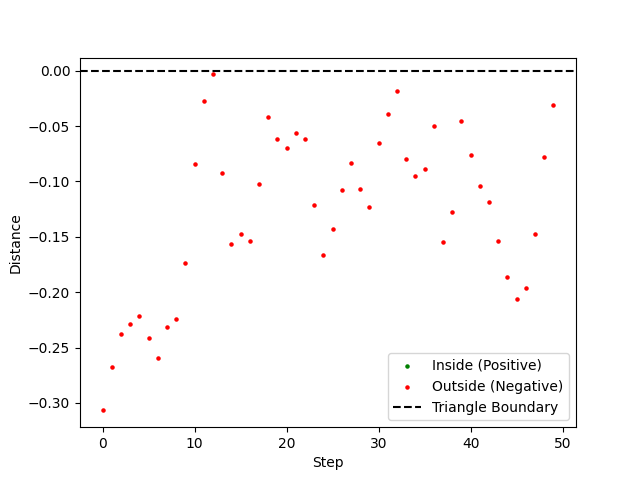 0.00
−0.05
−0.10
−0.15
−0.20
−0.25
−0.30
Distance
Inside (Positive)
Outside (Negative)
Triangle Boundary
0 10 20 30 40 50
Step